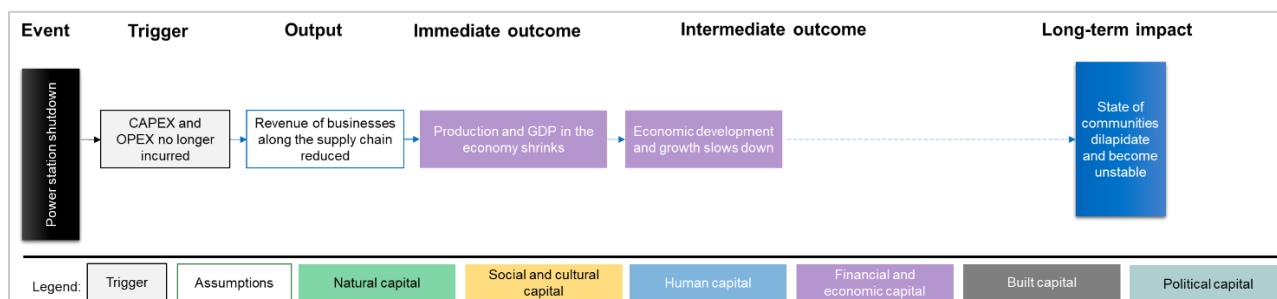 Event Trigger Output Immediate outcome Intermediate outcome Long-term impact
Power station shutdown
CAPEX and
OPEX no longer
incurred
Revenue of businesses
along the supply chain
reduced
Production and GDP in the
economy shrinks
Economic development
and growth slows down
State of
communities
dilapidate
and become
unstable
Legend:
Trigger
Assumptions
Natural capital
Social and cultural
capital
Human capital
Financial and
economic capital
Built capital
Political capital